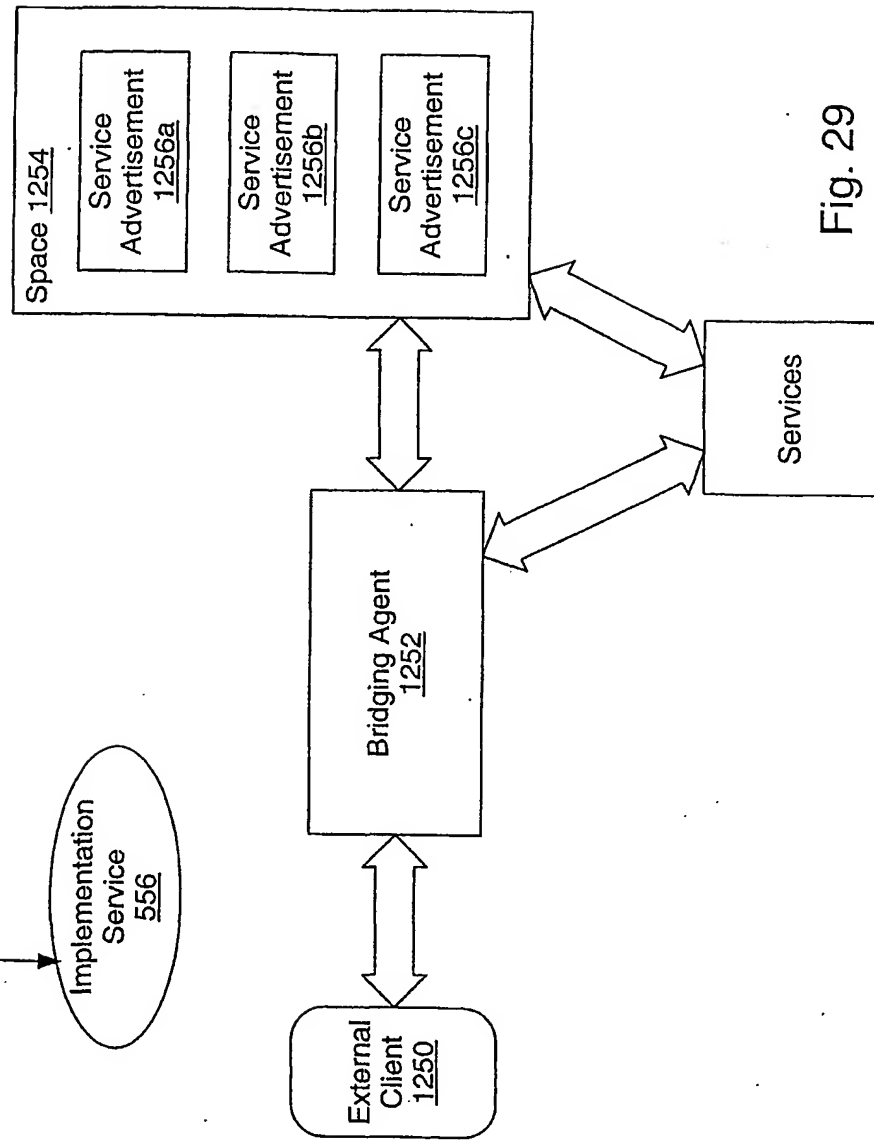 Implementation
Service
556
External
Client
1250
Bridging Agent
1252
Space 1254
Service
Advertisement
1256a
Service
Advertisement
1256b
Service
Advertisement
1256c
Services
Fig. 29